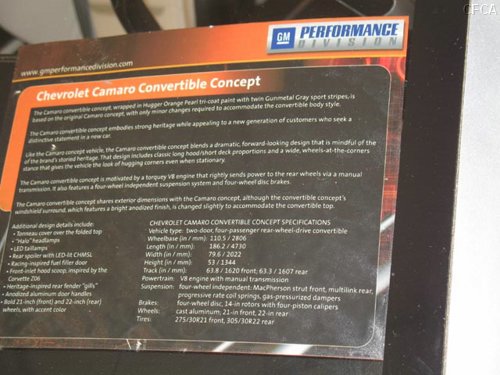 CFCA
GM PERFORMANCE
DIVISION
www.gmperformancedivision.com
Chevrolet Camaro Convertible Concept
The Camaro convertible concept, wrapped in Hugger Orange Pearl tri-coat paint with twin Gunmetal Gray sport stripes, is
based on the original Camaro concept, with only minor changes required to accommodate the convertible body style.
The Camaro convertible concept embodies strong heritage while appealing to a new generation of customers who seek a
distinctive statement in a new car.
Like the Camaro concept vehicle, the Camaro convertible concept blends a dramatic, forward-looking design that is mindful of the
of the brand's storied heritage. That design includes classic long hood/short deck proportions and a wide, wheels-at-the-corners
stance that gives the vehicle the look of hugging corners even when stationary.
The Camaro convertible concept is motivated by a torquey V8 engine that rightly sends power to the rear wheels via a manual
transmission. It also features a four-wheel independent suspension system and four-wheel disc brakes.
The Camaro convertible concept shares exterior dimensions with the Camaro concept, although the convertible concept's
windshield surround, which features a bright anodized finish, is changed slightly to accommodate the convertible top.
Additional design details include:
• Tonneau cover over the folded top
• "Halo" headlamps
• LED taillamps
• Rear spoiler with LED-lit CHMSL
• Racing-inspired fuel filler door
• Front-inlet hood scoop, inspired by the
Corvette Z06
• Heritage-inspired rear fender "gills"
• Anodized aluminum door handles
• Bold 21-inch (front) and 22-inch (rear)
wheels, with accent color
CHEVROLET CAMARO CONVERTIBLE CONCEPT SPECIFICATIONS
Vehicle type: two-door, four-passenger rear-wheel-drive convertible
Wheelbase (in / mm): 110.5 / 2806
Length (in / mm): 186.2 / 4730
Width (in / mm): 79.6 / 2022
Height (in / mm): 53 / 1344
Track (in / mm): 63.8 / 1620 front; 63.3 / 1607 rear
Powertrain: V8 engine with manual transmission
Suspension: four-wheel independent: MacPherson strut front, multilink rear,
progressive rate coil springs, gas-pressurized dampers
Brakes: four-wheel disc, 14-in rotors with four-piston calipers
Wheels: cast aluminum; 21-in front, 22-in rear
Tires: 275/30R21 front, 305/30R22 rear